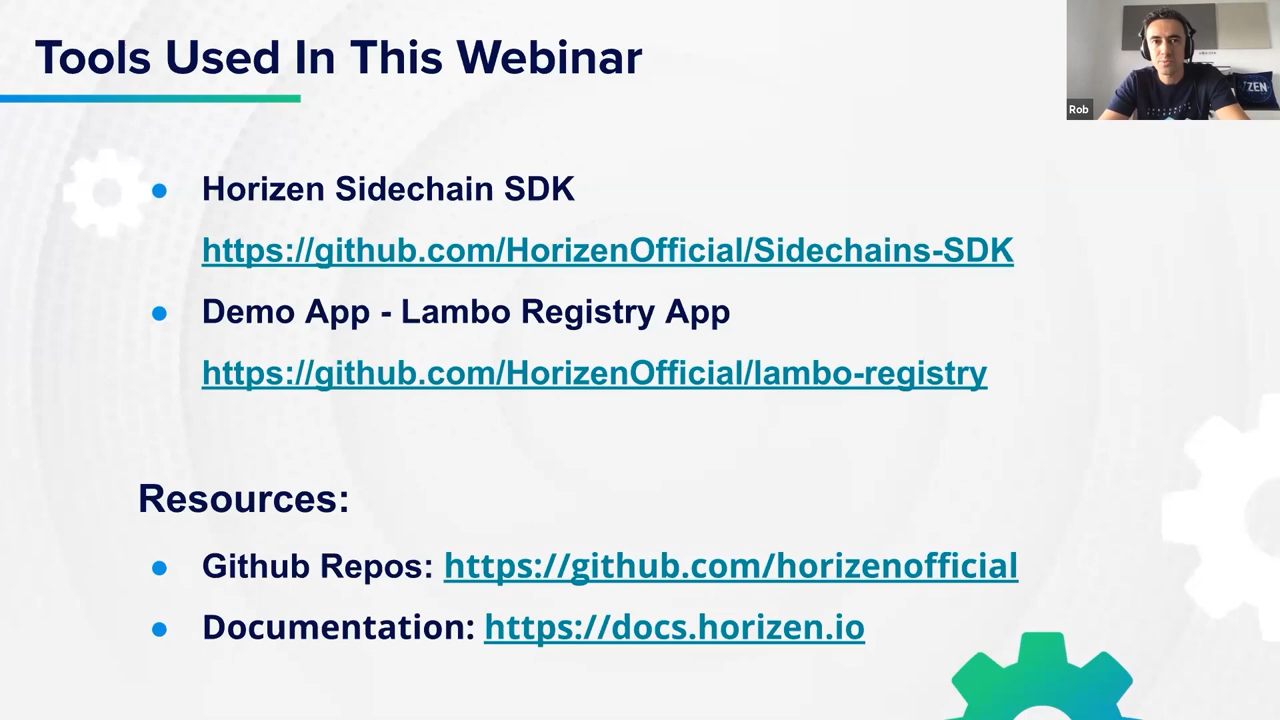 Tools Used In This Webinar
Rob
ZEN
● Horizen Sidechain SDK
https://github.com/HorizenOfficial/Sidechains-SDK
● Demo App - Lambo Registry App
https://github.com/HorizenOfficial/lambo-registry
Resources:
● Github Repos: https://github.com/horizenofficial
● Documentation: https://docs.horizen.io